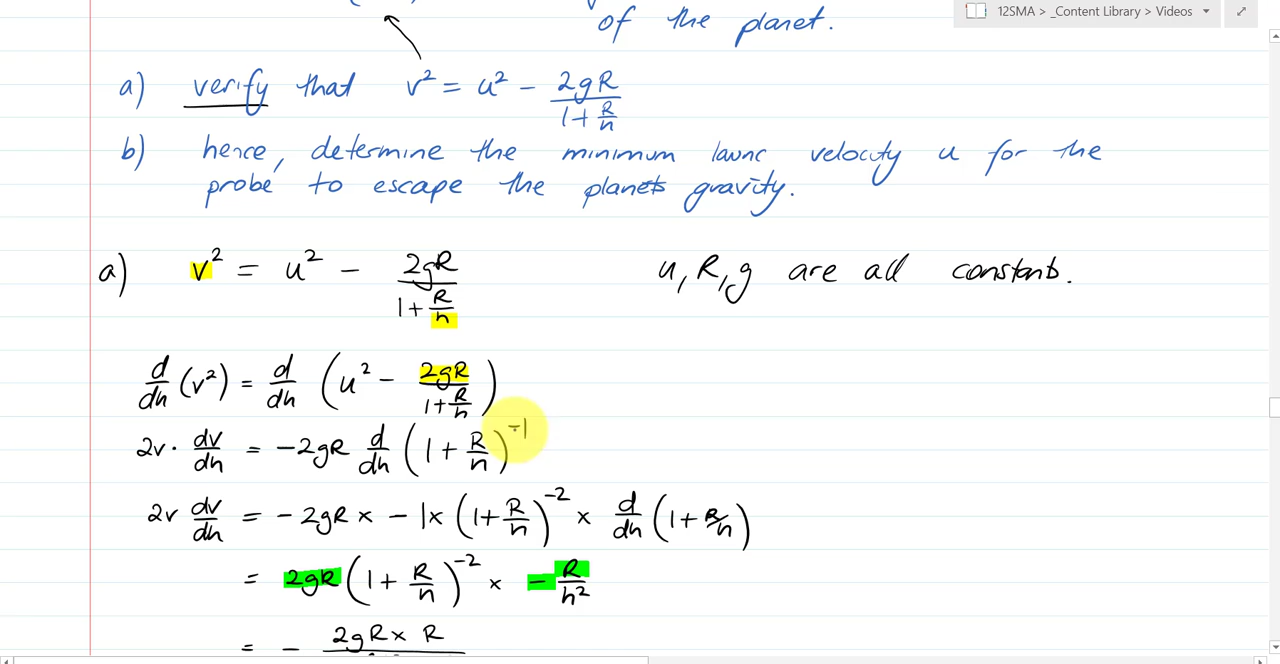 12SMA > _Content Library > Videos
of the planet.
a) verify that v² = u² - 2gR / (1 + R/h)
b) hence, determine the minimum launc velocity u for the
probe to escape the planets gravity.
a) v² = u² - 2gR / (1 + R/h) u, R, g are all constants.
d/dh (v²) = d/dh (u² - 2gR / (1 + R/h))
2v · dv/dh = -2gR d/dh (1 + R/h)⁻¹
2v dv/dh = -2gR × -1 × (1 + R/h)⁻² × d/dh (1 + R/h)
= 2gR (1 + R/h)⁻² × -R/h²
= - 2gR × R